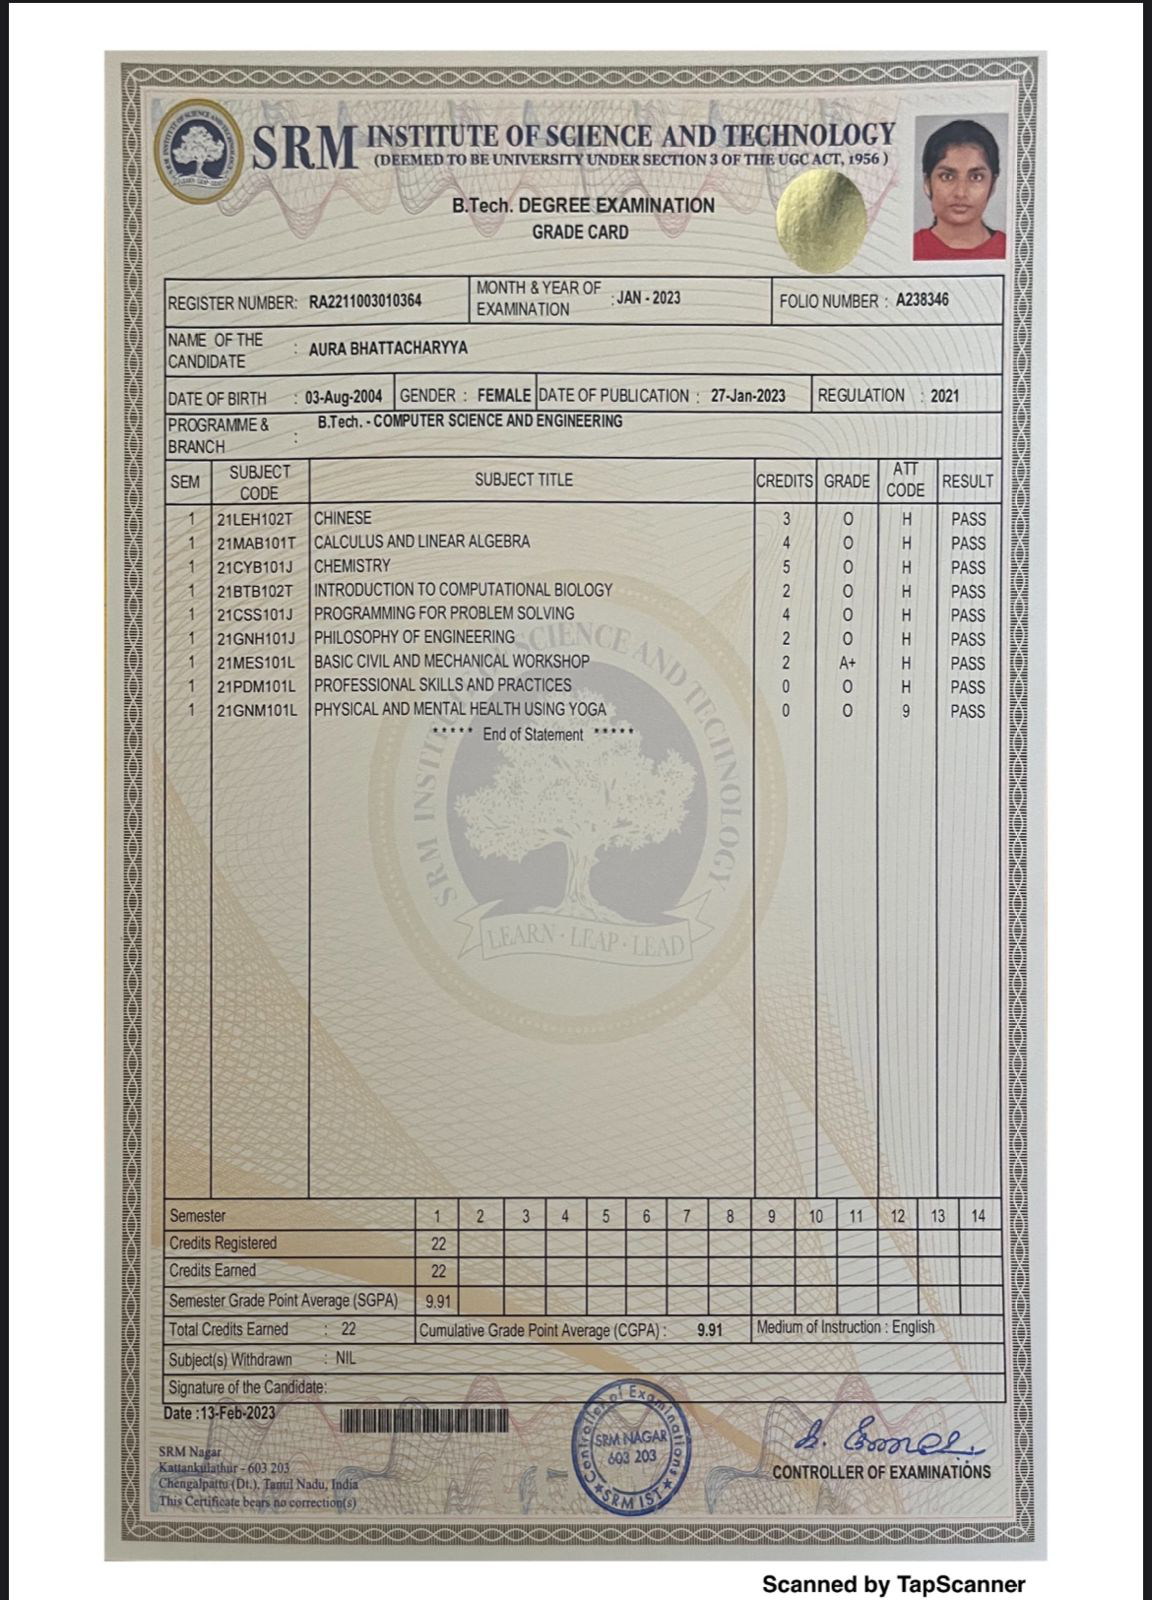 SRM INSTITUTE OF SCIENCE AND TECHNOLOGY
(DEEMED TO BE UNIVERSITY UNDER SECTION 3 OF THE UGC ACT, 1956 )
B.Tech. DEGREE EXAMINATION
GRADE CARD
REGISTER NUMBER: RA2211003010364 MONTH & YEAR OF EXAMINATION : JAN - 2023 FOLIO NUMBER : A238346
NAME OF THE CANDIDATE : AURA BHATTACHARYYA
DATE OF BIRTH : 03-Aug-2004 GENDER : FEMALE DATE OF PUBLICATION : 27-Jan-2023 REGULATION : 2021
PROGRAMME & BRANCH : B.Tech. - COMPUTER SCIENCE AND ENGINEERING
SEM SUBJECT CODE SUBJECT TITLE CREDITS GRADE ATT CODE RESULT
1 21LEH102T CHINESE 3 O H PASS
1 21MAB101T CALCULUS AND LINEAR ALGEBRA 4 O H PASS
1 21CYB101J CHEMISTRY 5 O H PASS
1 21BTB102T INTRODUCTION TO COMPUTATIONAL BIOLOGY 2 O H PASS
1 21CSS101J PROGRAMMING FOR PROBLEM SOLVING 4 O H PASS
1 21GNH101J PHILOSOPHY OF ENGINEERING 2 O H PASS
1 21MES101L BASIC CIVIL AND MECHANICAL WORKSHOP 2 A+ H PASS
1 21PDM101L PROFESSIONAL SKILLS AND PRACTICES 0 O H PASS
1 21GNM101L PHYSICAL AND MENTAL HEALTH USING YOGA 0 O 9 PASS
***** End of Statement *****
SRM INSTITUTE OF SCIENCE AND TECHNOLOGY
LEARN · LEAP · LEAD
Semester 1 2 3 4 5 6 7 8 9 10 11 12 13 14
Credits Registered 22
Credits Earned 22
Semester Grade Point Average (SGPA) 9.91
Total Credits Earned : 22 Cumulative Grade Point Average (CGPA) : 9.91 Medium of Instruction : English
Subject(s) Withdrawn : NIL
Signature of the Candidate:
Date :13-Feb-2023
Controller of Examinations
SRM NAGAR
603 203
SRM IST
CONTROLLER OF EXAMINATIONS
SRM Nagar
Kattankulathur - 603 203
Chengalpattu (Dt.), Tamil Nadu, India
This Certificate bears no correction(s)
Scanned by TapScanner